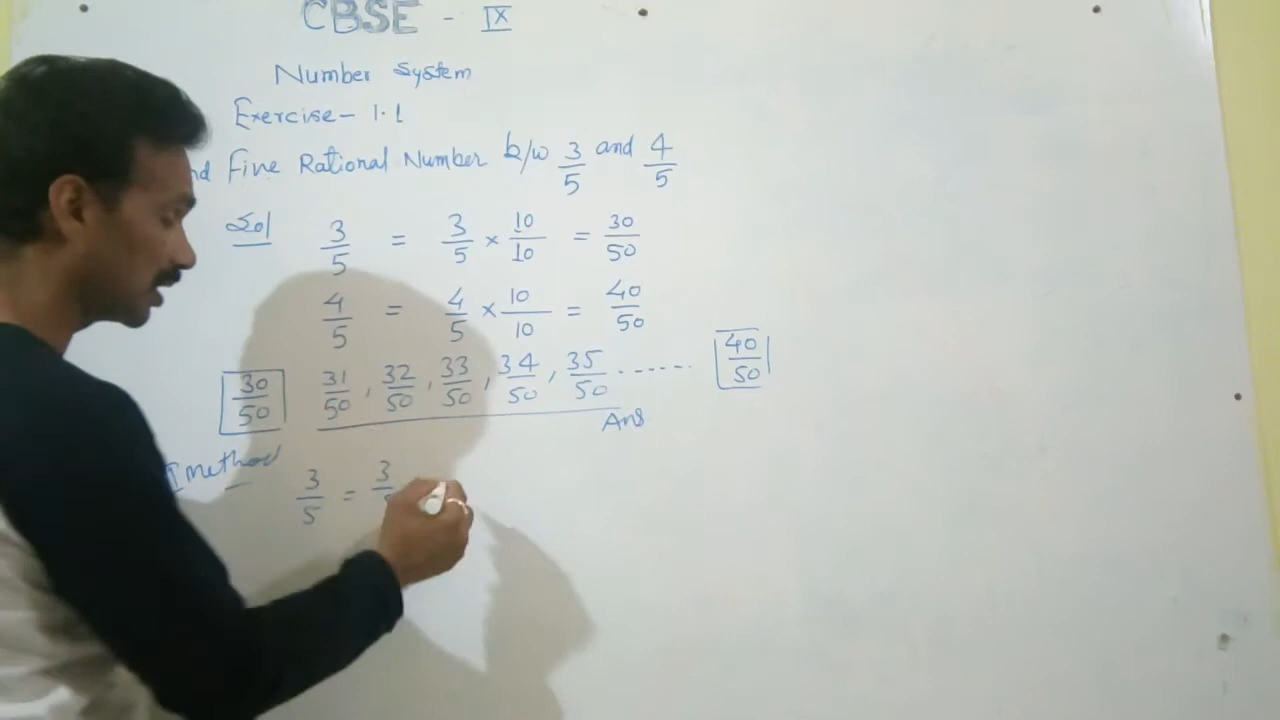 CBSE - IX
Number System
Exercise - 1.1
Five Rational Number b/w 3/5 and 4/5
Sol 3/5 = 3/5 × 10/10 = 30/50
4/5 = 4/5 × 10/10 = 40/50
30/50 31/50, 32/50, 33/50, 34/50, 35/50 ...... 40/50
Ans
Method
3/5 = 3/